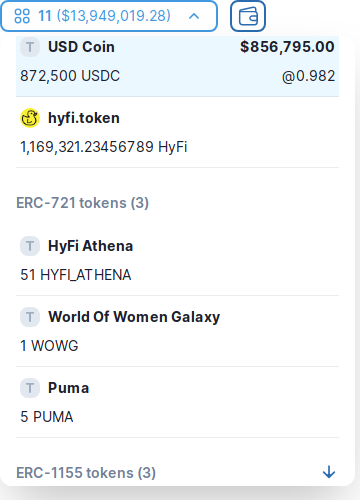 11 ($13,949,019.28)
T USD Coin $856,795.00
872,500 USDC @0.982
hyfi.token
1,169,321.23456789 HyFi
ERC-721 tokens (3)
T HyFi Athena
51 HYFI_ATHENA
T World Of Women Galaxy
1 WOWG
T Puma
5 PUMA
ERC-1155 tokens (3)